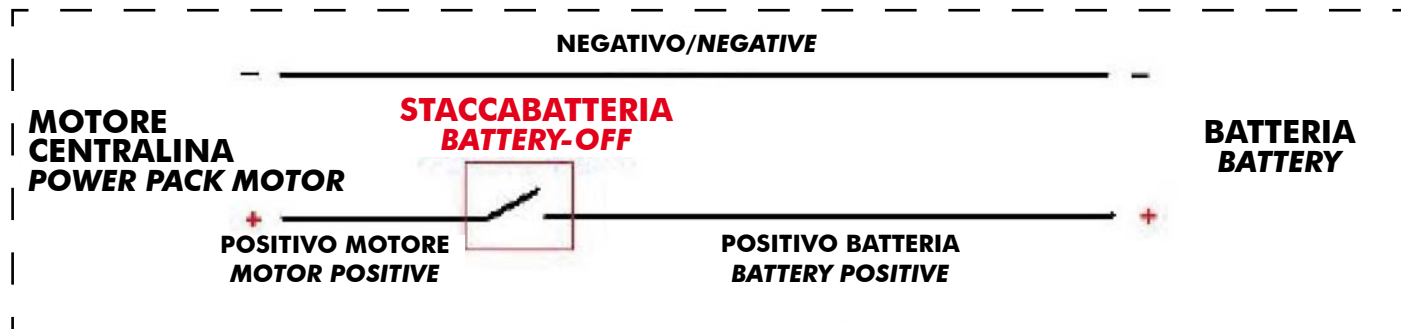 NEGATIVO/NEGATIVE
- -
STACCABATTERIA
BATTERY-OFF
MOTORE
CENTRALINA
POWER PACK MOTOR
BATTERIA
BATTERY
+ +
POSITIVO MOTORE
MOTOR POSITIVE
POSITIVO BATTERIA
BATTERY POSITIVE